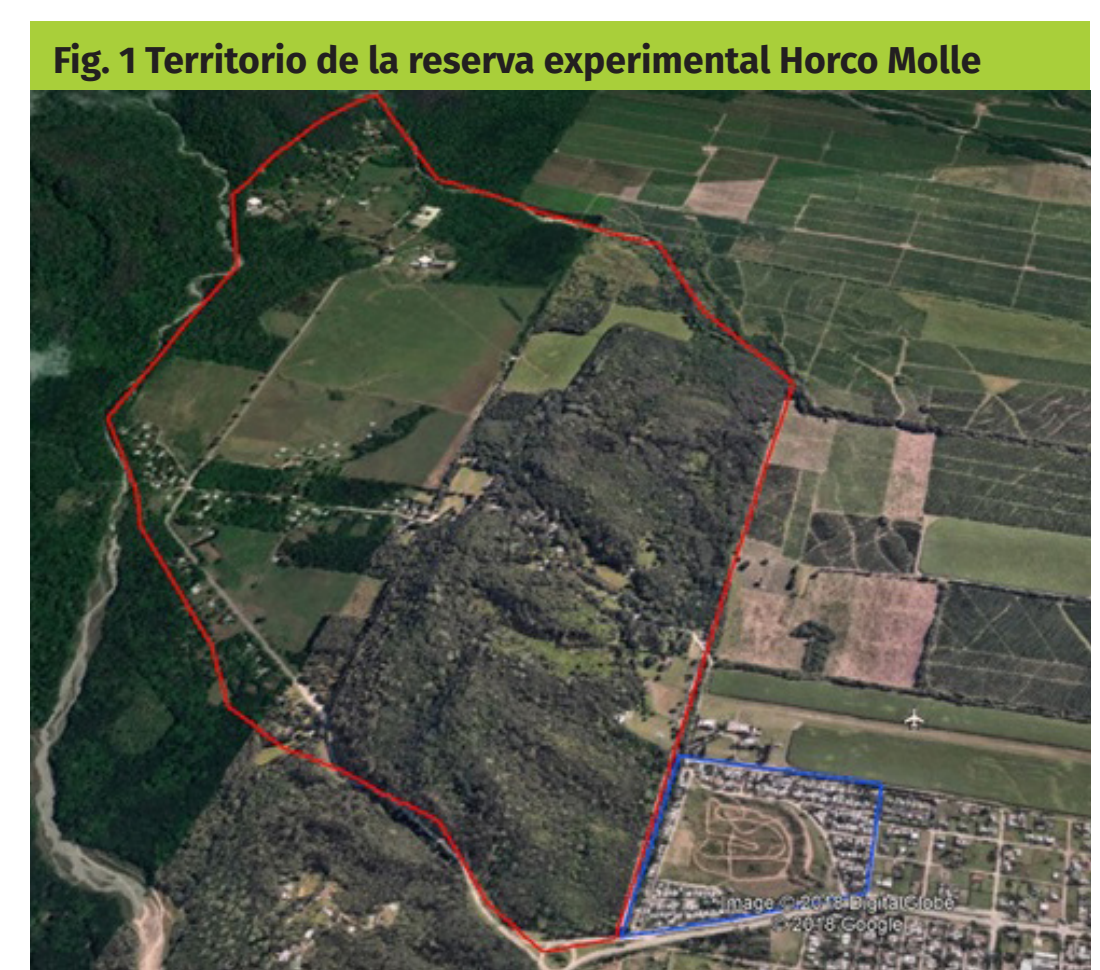 Fig. 1 Territorio de la reserva experimental Horco Molle
Image © 2018 DigitalGlobe
© 2018 Google